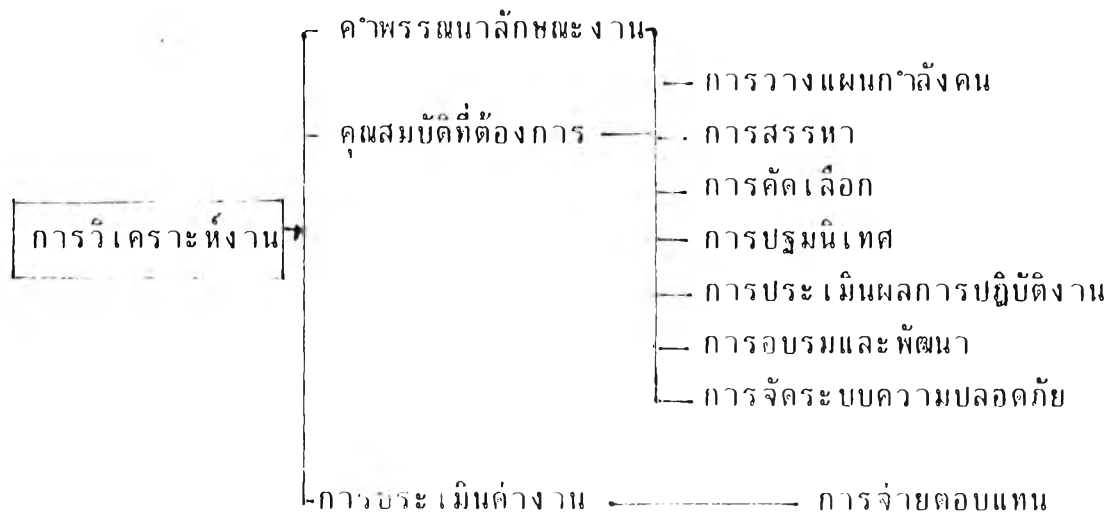 คำพรรณนาลักษณะงาน
การวางแผนกำลังคน
คุณสมบัติที่ต้องการ
การสรรหา
การคัดเลือก
การวิเคราะห์งาน
การปฐมนิเทศ
การประเมินผลการปฏิบัติงาน
การอบรมและพัฒนา
การจัดระบบความปลอดภัย
การประเมินค่างาน
การจ่ายตอบแทน